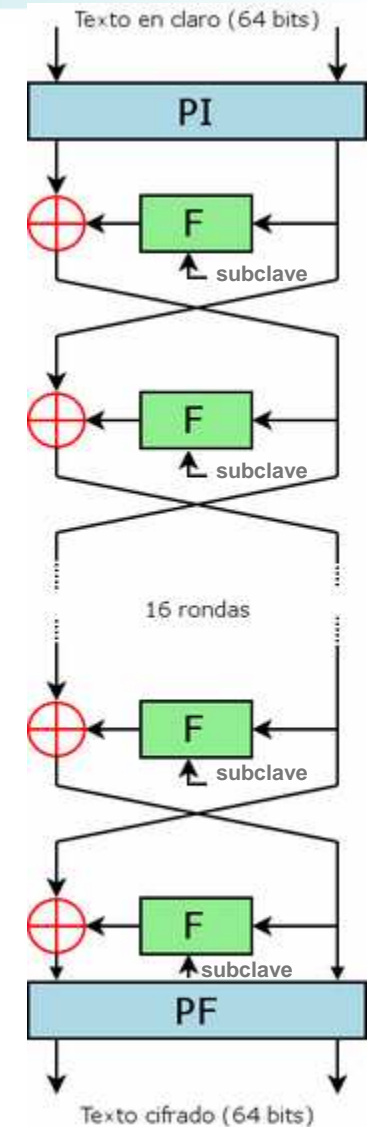 Texto en claro (64 bits)
PI
F
subclave
F
subclave
16 rondas
F
subclave
F
subclave
PF
Texto cifrado (64 bits)